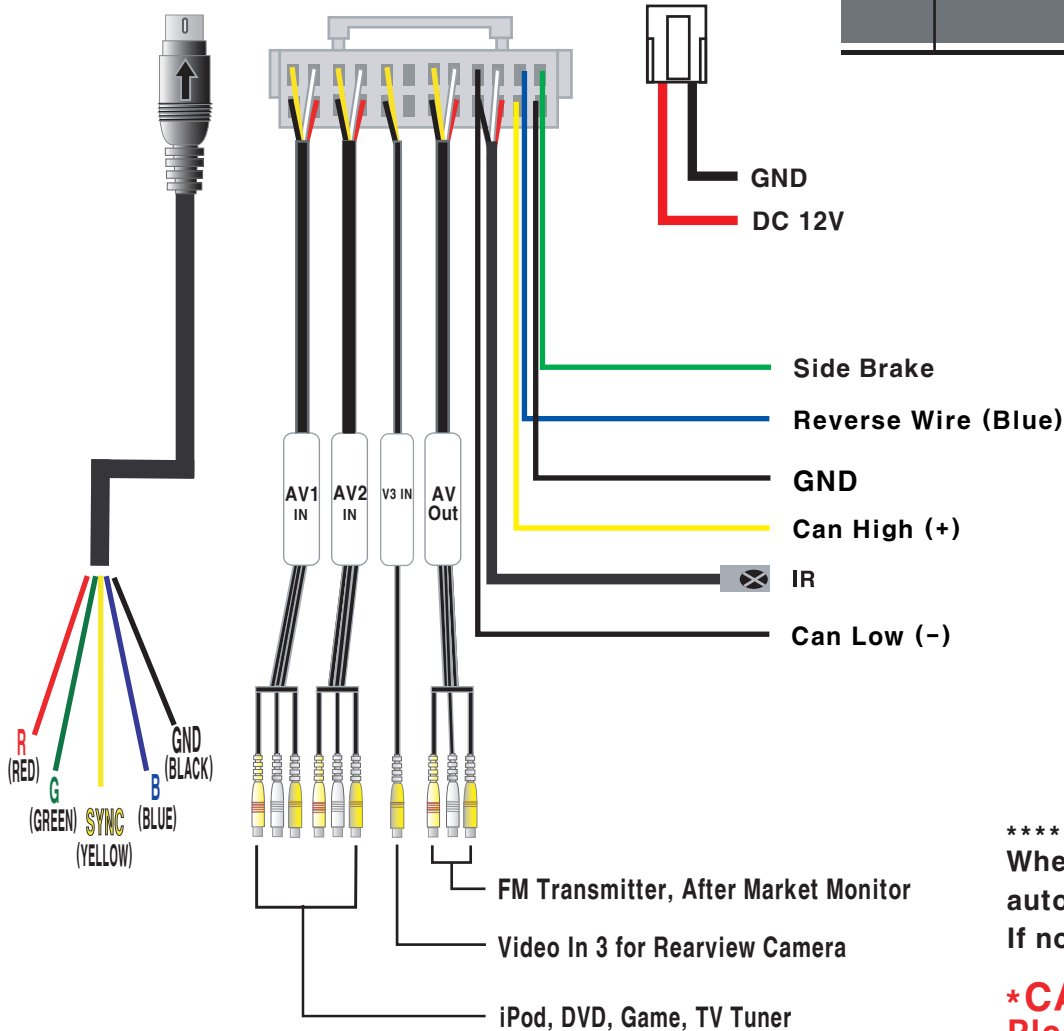 GND
DC 12V
Side Brake
Reverse Wire (Blue)
GND
Can High (+)
IR
Can Low (-)
AV1
IN
AV2
IN
V3 IN
AV
Out
R
(RED)
G
(GREEN)
SYNC
(YELLOW)
B
(BLUE)
GND
(BLACK)
FM Transmitter, After Market Monitor
Video In 3 for Rearview Camera
iPod, DVD, Game, TV Tuner
****
Whe
auto
If no
*CA